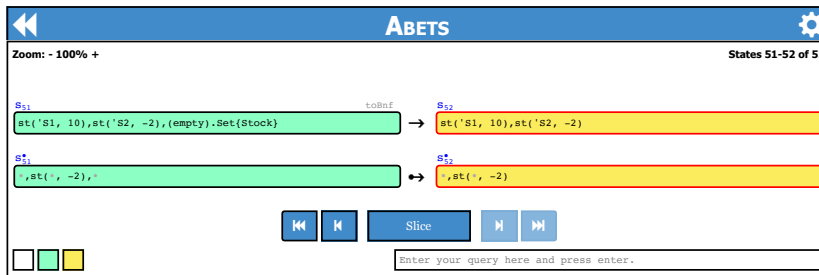 ABETS
Zoom: - 100% +
States 51-52 of 5
S51
toBnf
S52
st('S1, 10),st('S2, -2),(empty).Set{Stock}
→
st('S1, 10),st('S2, -2)
S•51
S•52
•,st(•, -2),•
•→
•,st(•, -2)
Slice
Enter your query here and press enter.